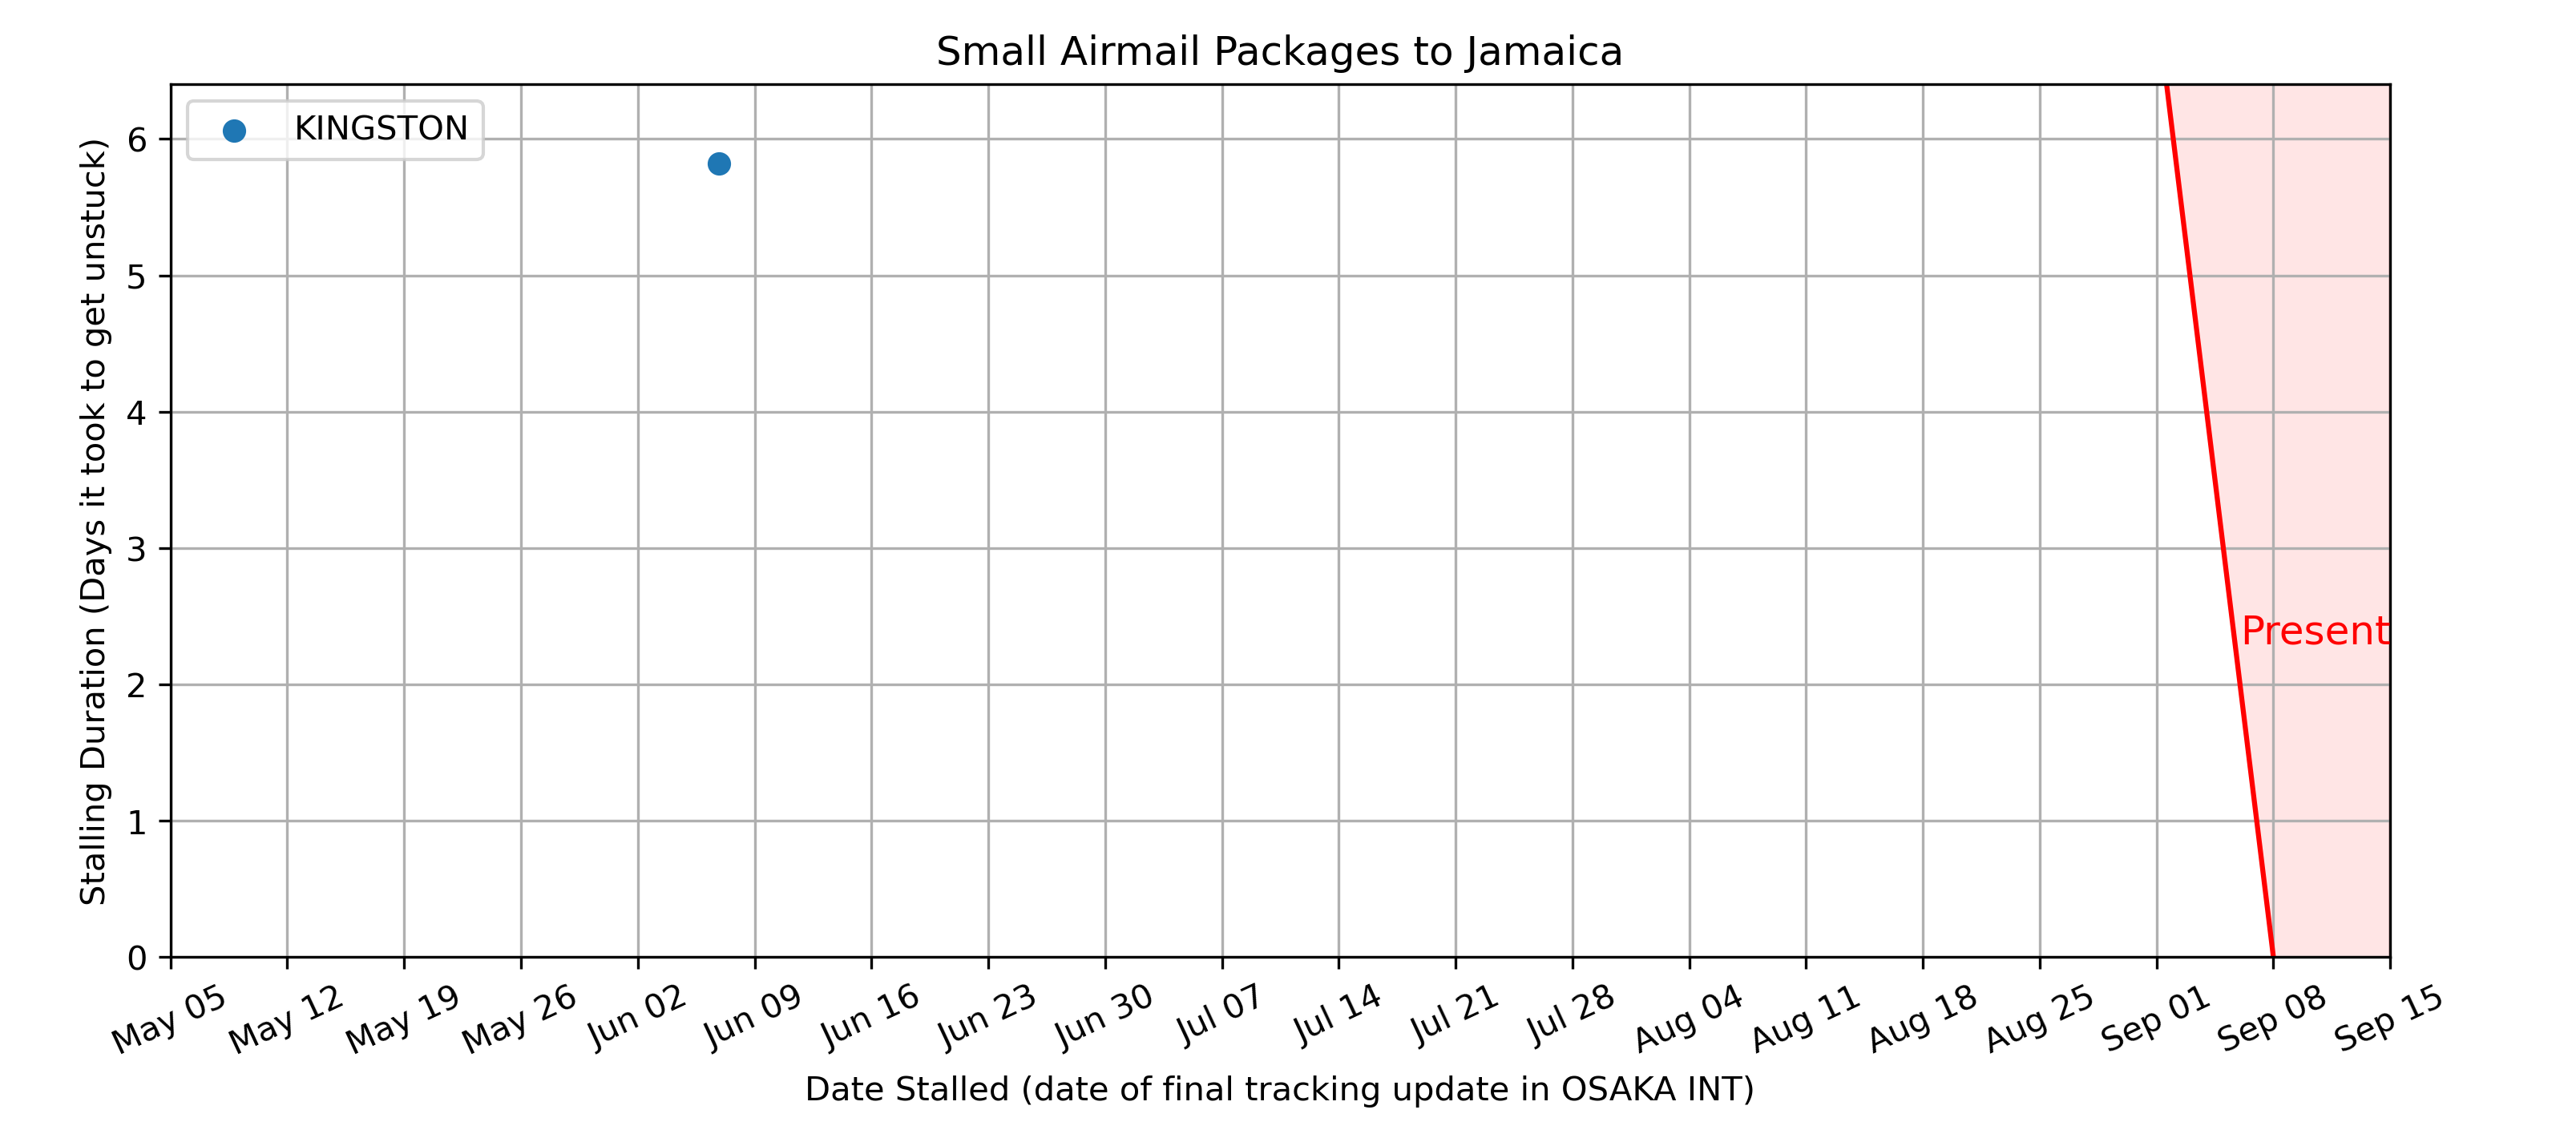 Small Airmail Packages to Jamaica
KINGSTON
Stalling Duration (Days it took to get unstuck)
6
5
4
3
2
1
0
Present
May 05
May 12
May 19
May 26
Jun 02
Jun 09
Jun 16
Jun 23
Jun 30
Jul 07
Jul 14
Jul 21
Jul 28
Aug 04
Aug 11
Aug 18
Aug 25
Sep 01
Sep 08
Sep 15
Date Stalled (date of final tracking update in OSAKA INT)